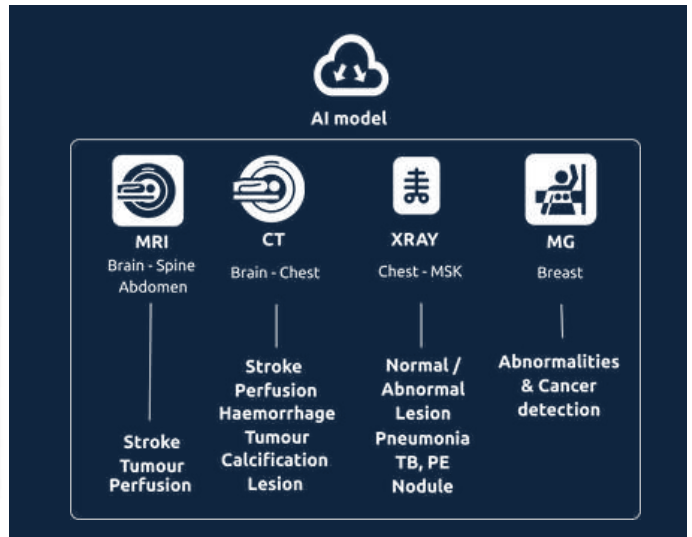 AI model
MRI
Brain - Spine
Abdomen
Stroke
Tumour
Perfusion
CT
Brain - Chest
Stroke
Perfusion
Haemorrhage
Tumour
Calcification
Lesion
XRAY
Chest - MSK
Normal /
Abnormal
Lesion
Pneumonia
TB, PE
Nodule
MG
Breast
Abnormalities
& Cancer
detection